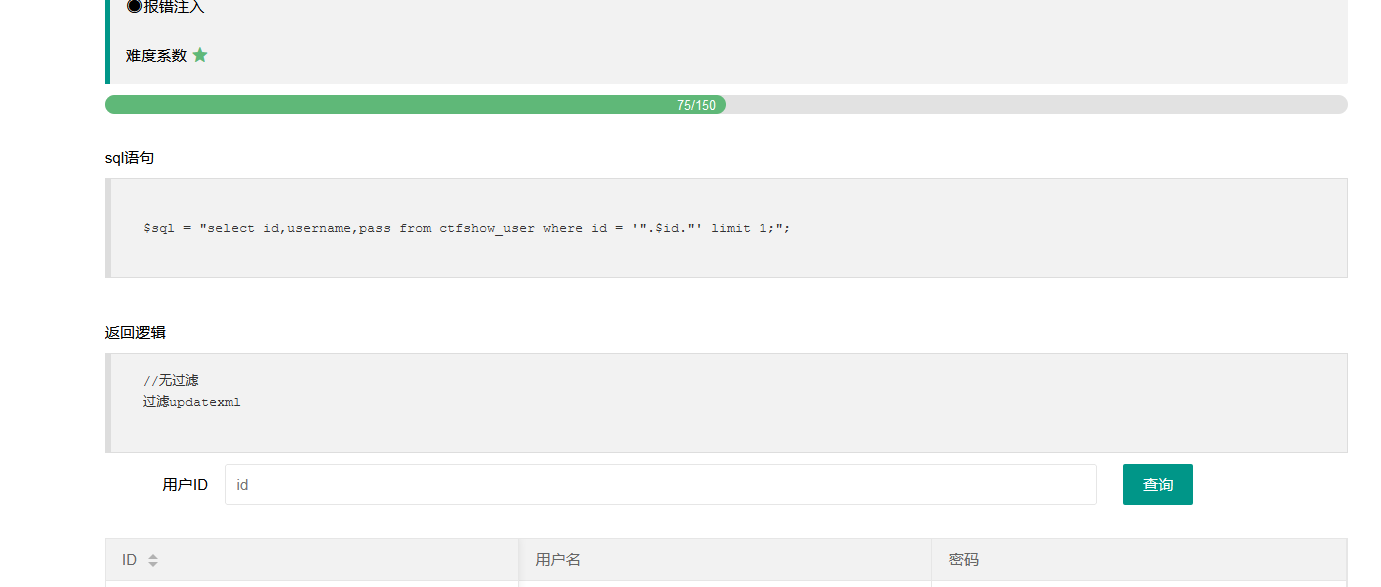 ◉报错注入
难度系数
75/150
sql语句
$sql = "select id,username,pass from ctfshow_user where id = '".$id."' limit 1;";
返回逻辑
//无过滤
过滤updatexml
用户ID id 查询
ID 用户名 密码